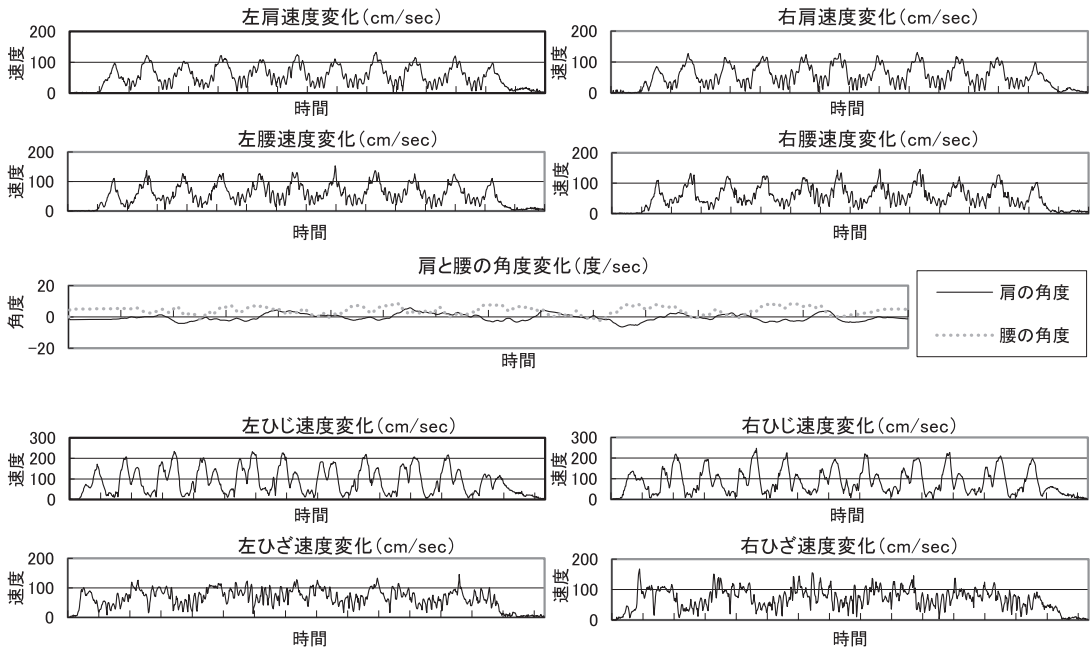 左肩速度変化(cm/sec)
200
100
0
速度
時間
右肩速度変化(cm/sec)
200
100
0
速度
時間
左腰速度変化(cm/sec)
200
100
0
速度
時間
右腰速度変化(cm/sec)
200
100
0
速度
時間
肩と腰の角度変化(度/sec)
20
0
-20
角度
時間
肩の角度
腰の角度
左ひじ速度変化(cm/sec)
300
200
100
0
速度
時間
右ひじ速度変化(cm/sec)
300
200
100
0
速度
時間
左ひざ速度変化(cm/sec)
200
100
0
速度
時間
右ひざ速度変化(cm/sec)
200
100
0
速度
時間